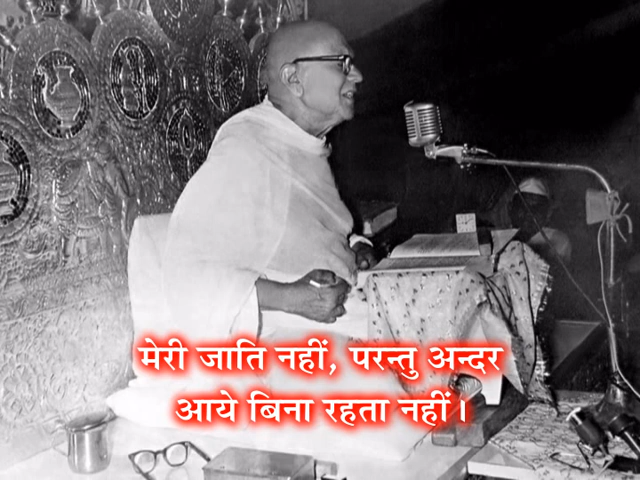 मेरी जाति नहीं, परन्तु अन्दर
आये बिना रहता नहीं।